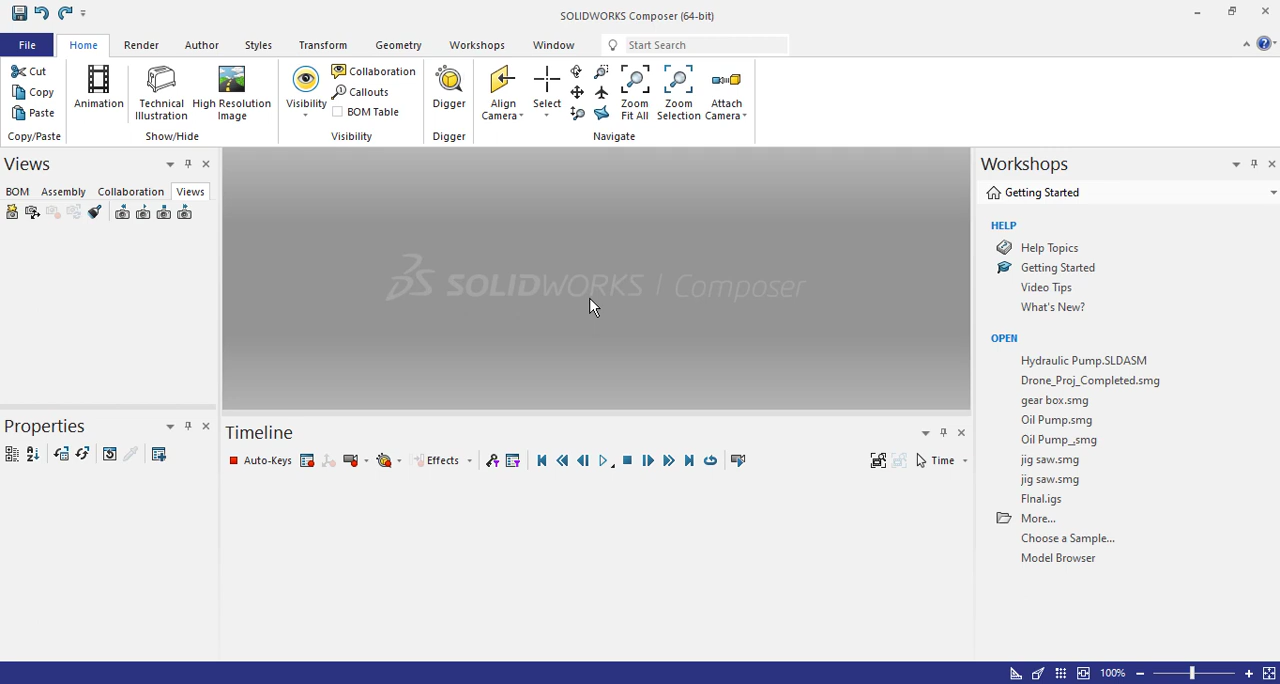 SOLIDWORKS Composer (64-bit)
File Home Render Author Styles Transform Geometry Workshops Window Start Search
Cut
Copy
Paste
Copy/Paste
Animation
Technical Illustration
High Resolution Image
Show/Hide
Visibility
Collaboration
Callouts
BOM Table
Visibility
Digger
Digger
Align Camera
Select
Zoom Fit All
Zoom Selection
Attach Camera
Navigate
Views
BOM Assembly Collaboration Views
SOLIDWORKS | Composer
Properties
Timeline
Auto-Keys Effects Time
Workshops
Getting Started
HELP
Help Topics
Getting Started
Video Tips
What's New?
OPEN
Hydraulic Pump.SLDASM
Drone_Proj_Completed.smg
gear box.smg
Oil Pump.smg
Oil Pump_.smg
jig saw.smg
jig saw.smg
FInal.igs
More...
Choose a Sample...
Model Browser
100%